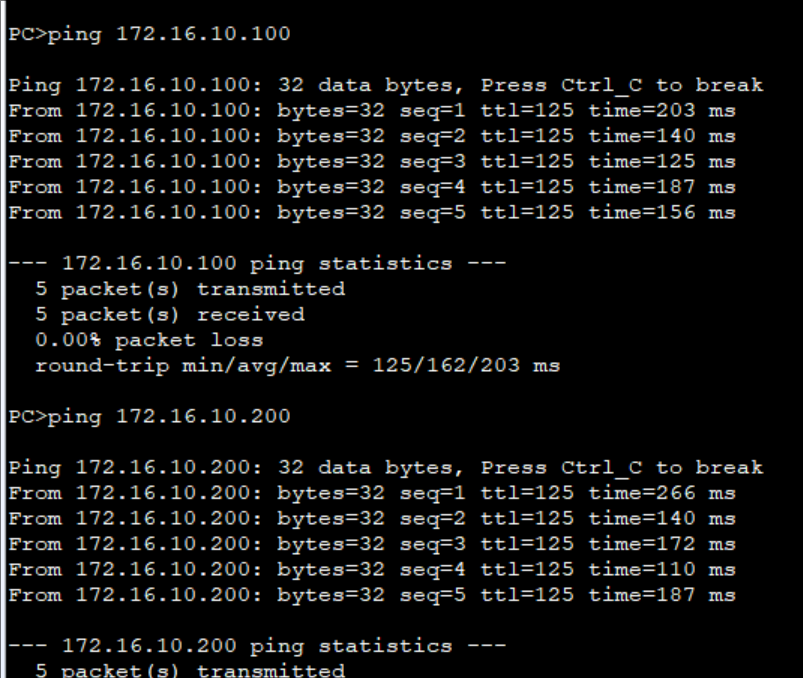 PC>ping 172.16.10.100
Ping 172.16.10.100: 32 data bytes, Press Ctrl_C to break
From 172.16.10.100: bytes=32 seq=1 ttl=125 time=203 ms
From 172.16.10.100: bytes=32 seq=2 ttl=125 time=140 ms
From 172.16.10.100: bytes=32 seq=3 ttl=125 time=125 ms
From 172.16.10.100: bytes=32 seq=4 ttl=125 time=187 ms
From 172.16.10.100: bytes=32 seq=5 ttl=125 time=156 ms
--- 172.16.10.100 ping statistics ---
5 packet(s) transmitted
5 packet(s) received
0.00% packet loss
round-trip min/avg/max = 125/162/203 ms
PC>ping 172.16.10.200
Ping 172.16.10.200: 32 data bytes, Press Ctrl_C to break
From 172.16.10.200: bytes=32 seq=1 ttl=125 time=266 ms
From 172.16.10.200: bytes=32 seq=2 ttl=125 time=140 ms
From 172.16.10.200: bytes=32 seq=3 ttl=125 time=172 ms
From 172.16.10.200: bytes=32 seq=4 ttl=125 time=110 ms
From 172.16.10.200: bytes=32 seq=5 ttl=125 time=187 ms
--- 172.16.10.200 ping statistics ---
5 packet(s) transmitted